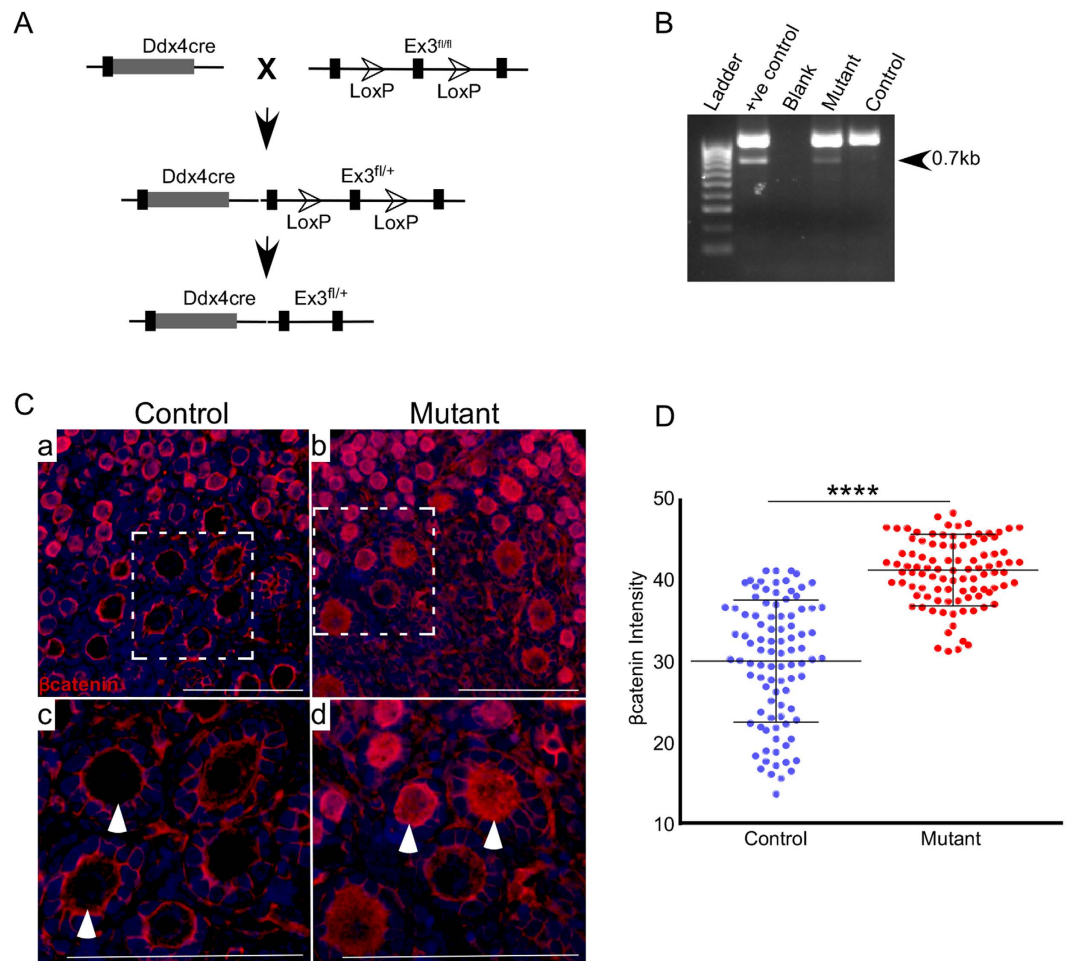 A
Ddx4cre
X
Ex3fl/fl
LoxP
LoxP
Ddx4cre
Ex3fl/+
LoxP
LoxP
Ddx4cre
Ex3fl/+
B
Ladder
+ve control
Blank
Mutant
Control
0.7kb
C
Control
Mutant
a
b
βcatenin
c
d
D
****
βcatenin Intensity
50
40
30
20
10
Control
Mutant